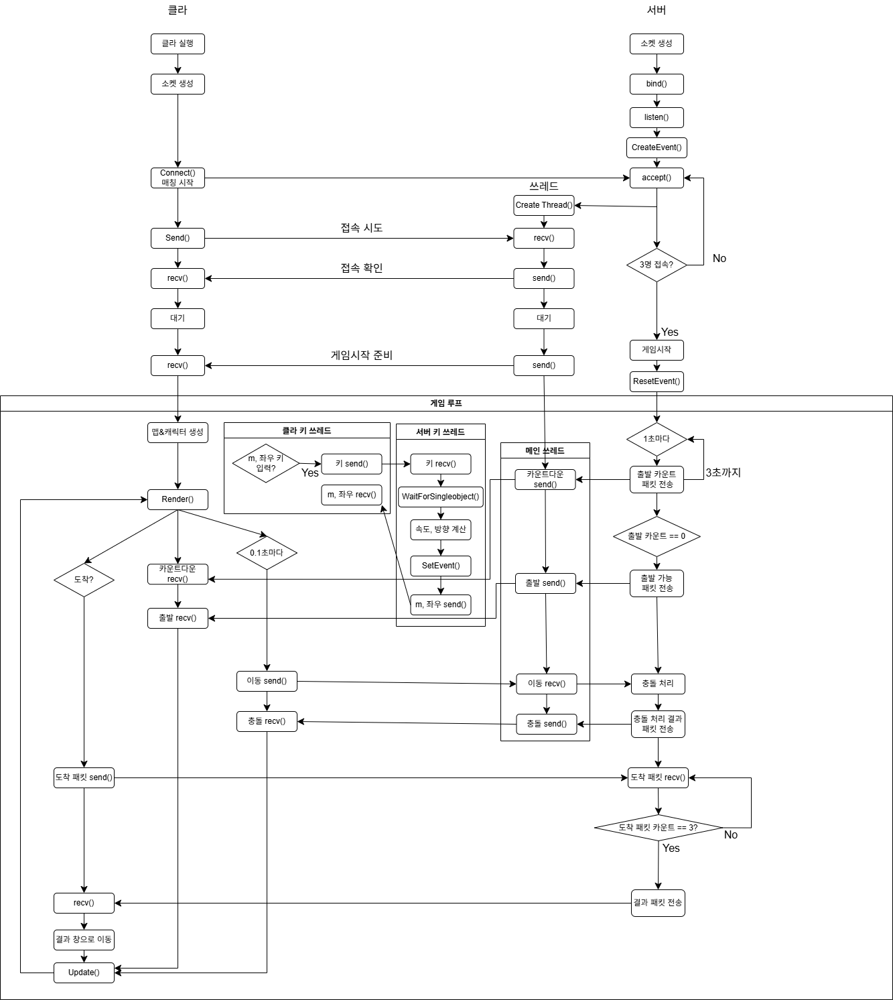 클라
서버
클라 실행
소켓 생성
소켓 생성
bind()
listen()
CreateEvent()
Connect()
매칭 시작
accept()
쓰레드
Create Thread()
Send()
접속 시도
recv()
3명 접속?
No
recv()
접속 확인
send()
대기
대기
Yes
게임시작
recv()
게임시작 준비
send()
ResetEvent()
게임 루프
맵&캐릭터 생성
클라 키 쓰레드
m, 좌우 키
입력?
Yes
키 send()
m, 좌우 recv()
서버 키 쓰레드
키 recv()
WaitForSingleobject()
속도, 방향 계산
SetEvent()
m, 좌우 send()
메인 쓰레드
카운트다운
send()
1초마다
출발 카운트
패킷 전송
3초까지
Render()
출발 카운트 == 0
0.1초마다
도착?
카운트다운
recv()
출발 send()
출발 가능
패킷 전송
출발 recv()
이동 send()
이동 recv()
충돌 처리
충돌 recv()
충돌 send()
충돌 처리 결과
패킷 전송
도착 패킷 send()
도착 패킷 recv()
도착 패킷 카운트 == 3?
No
Yes
recv()
결과 패킷 전송
결과 창으로 이동
Update()